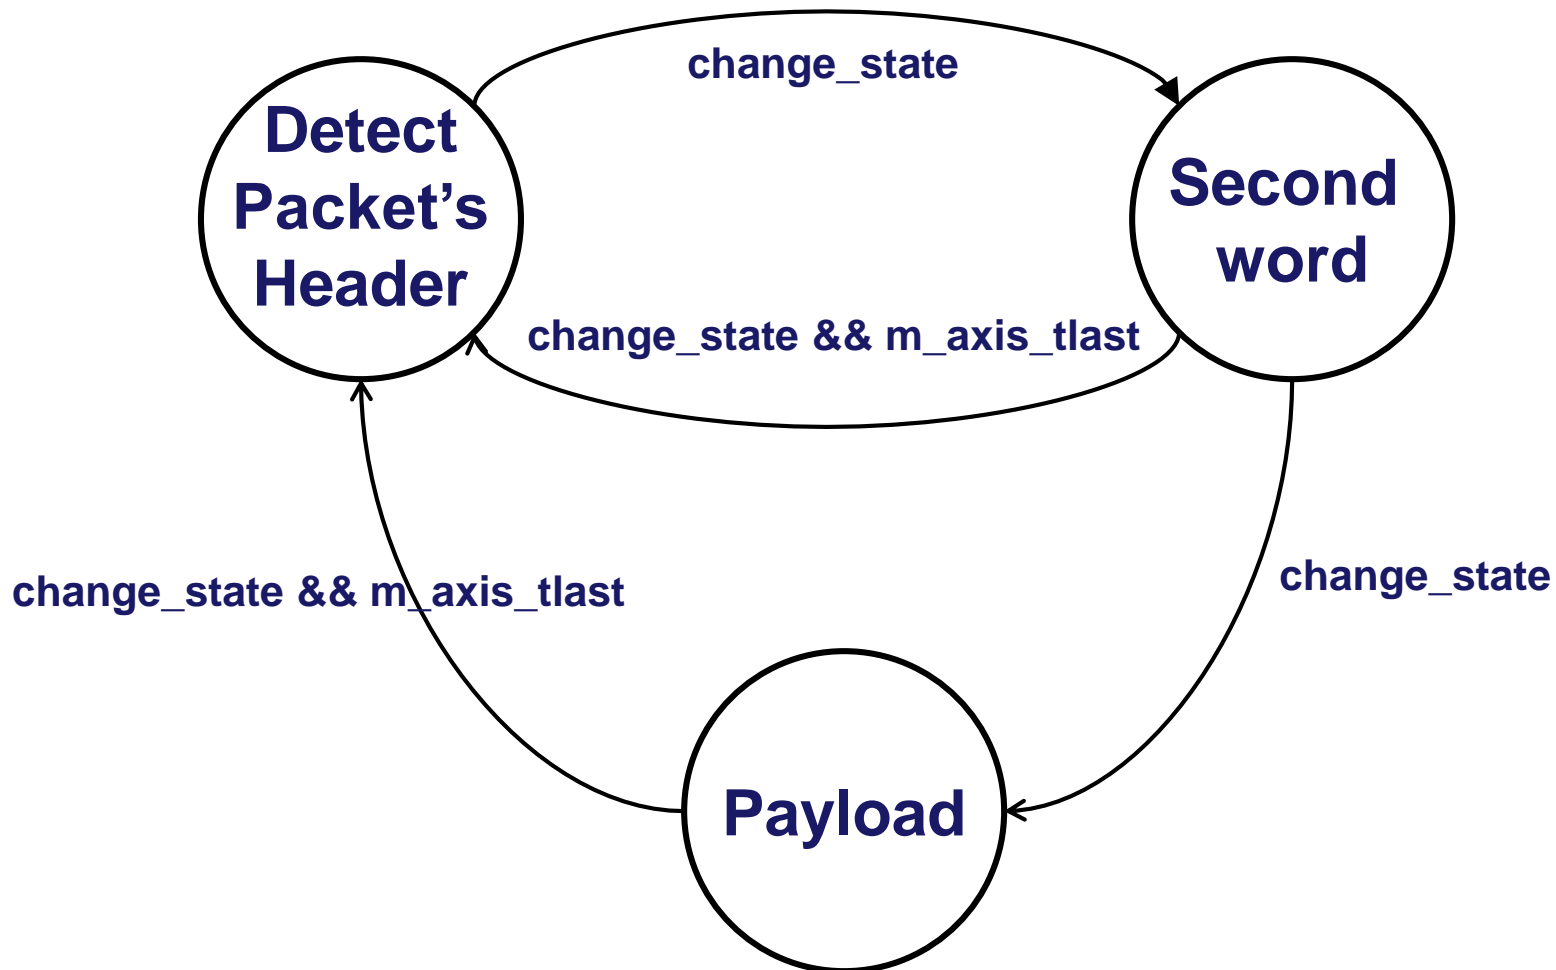 change_state
Detect
Packet’s
Header
Second
word
change_state && m_axis_tlast
change_state && m_axis_tlast
change_state
Payload